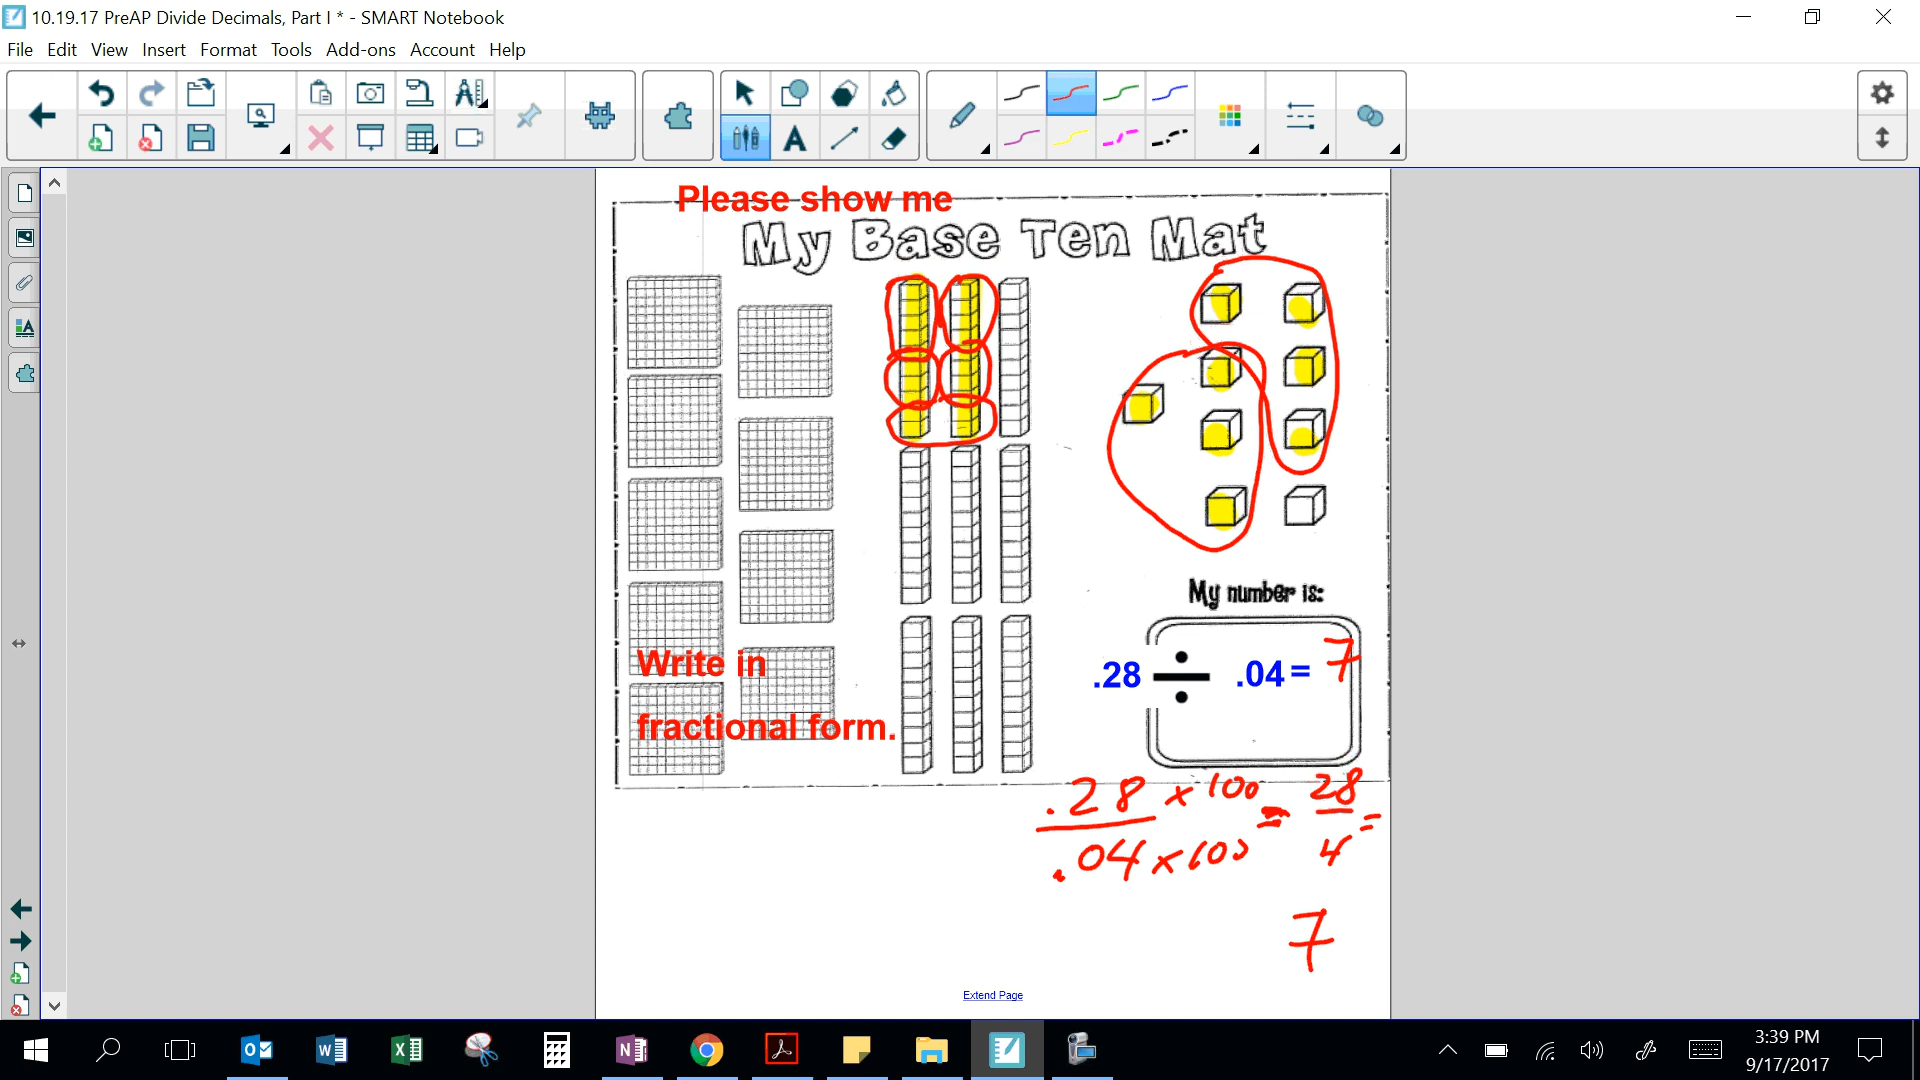 10.19.17 PreAP Divide Decimals, Part I * - SMART Notebook
File Edit View Insert Format Tools Add-ons Account Help
Please show me
My Base Ten Mat
My number is:
.28 ÷ .04 = 7
Write in
fractional form.
.28 x 100 = 28
.04 x 100 4 =
7
Extend Page
3:39 PM
9/17/2017